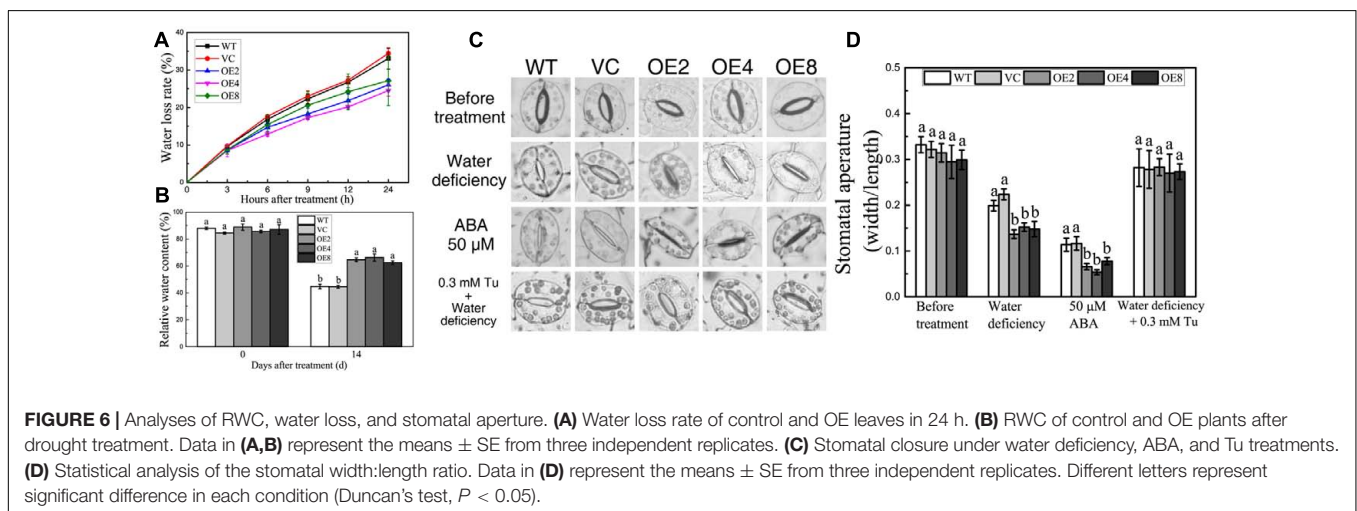 A
WT
VC
OE2
OE4
OE8
Water loss rate (%)
40
30
20
10
0
0 3 6 9 12 24
Hours after treatment (h)
B
Relative water content (%)
100
80
60
40
20
0
a a a a a
b b a a a
WT
VC
OE2
OE4
OE8
0 14
Days after treatment (d)
C
WT VC OE2 OE4 OE8
Before
treatment
Water
deficiency
ABA
50 µM
0.3 mM Tu
+
Water
deficiency
D
Stomatal aperature
(width/length)
0.5
0.4
0.3
0.2
0.1
0.0
WT VC OE2 OE4 OE8
a a a a a
a a b b b
a a b b b
a a a a a
Before
treatment
Water
deficiency
50 µM
ABA
Water deficiency
+ 0.3 mM Tu
FIGURE 6 | Analyses of RWC, water loss, and stomatal aperture. (A) Water loss rate of control and OE leaves in 24 h. (B) RWC of control and OE plants after
drought treatment. Data in (A,B) represent the means ± SE from three independent replicates. (C) Stomatal closure under water deficiency, ABA, and Tu treatments.
(D) Statistical analysis of the stomatal width:length ratio. Data in (D) represent the means ± SE from three independent replicates. Different letters represent
significant difference in each condition (Duncan's test, P < 0.05).